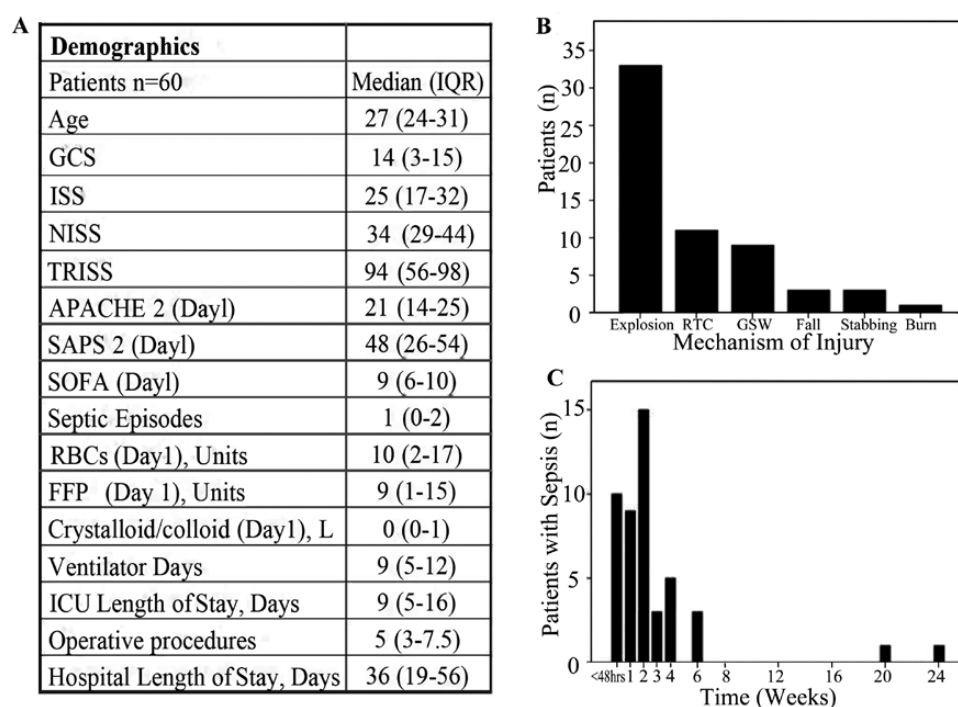 A
Demographics
Patients n=60 Median (IQR)
Age 27 (24-31)
GCS 14 (3-15)
ISS 25 (17-32)
NISS 34 (29-44)
TRISS 94 (56-98)
APACHE 2 (Dayl) 21 (14-25)
SAPS 2 (Dayl) 48 (26-54)
SOFA (Dayl) 9 (6-10)
Septic Episodes 1 (0-2)
RBCs (Day1), Units 10 (2-17)
FFP (Day 1), Units 9 (1-15)
Crystalloid/colloid (Day1), L 0 (0-1)
Ventilator Days 9 (5-12)
ICU Length of Stay, Days 9 (5-16)
Operative procedures 5 (3-7.5)
Hospital Length of Stay, Days 36 (19-56)
B
Patients (n)
35
30
25
20
15
10
5
0
Explosion RTC GSW Fall Stabbing Burn
Mechanism of Injury
C
Patients with Sepsis (n)
15
10
5
0
<48hrs 1 2 3 4 6 8 12 16 20 24
Time (Weeks)